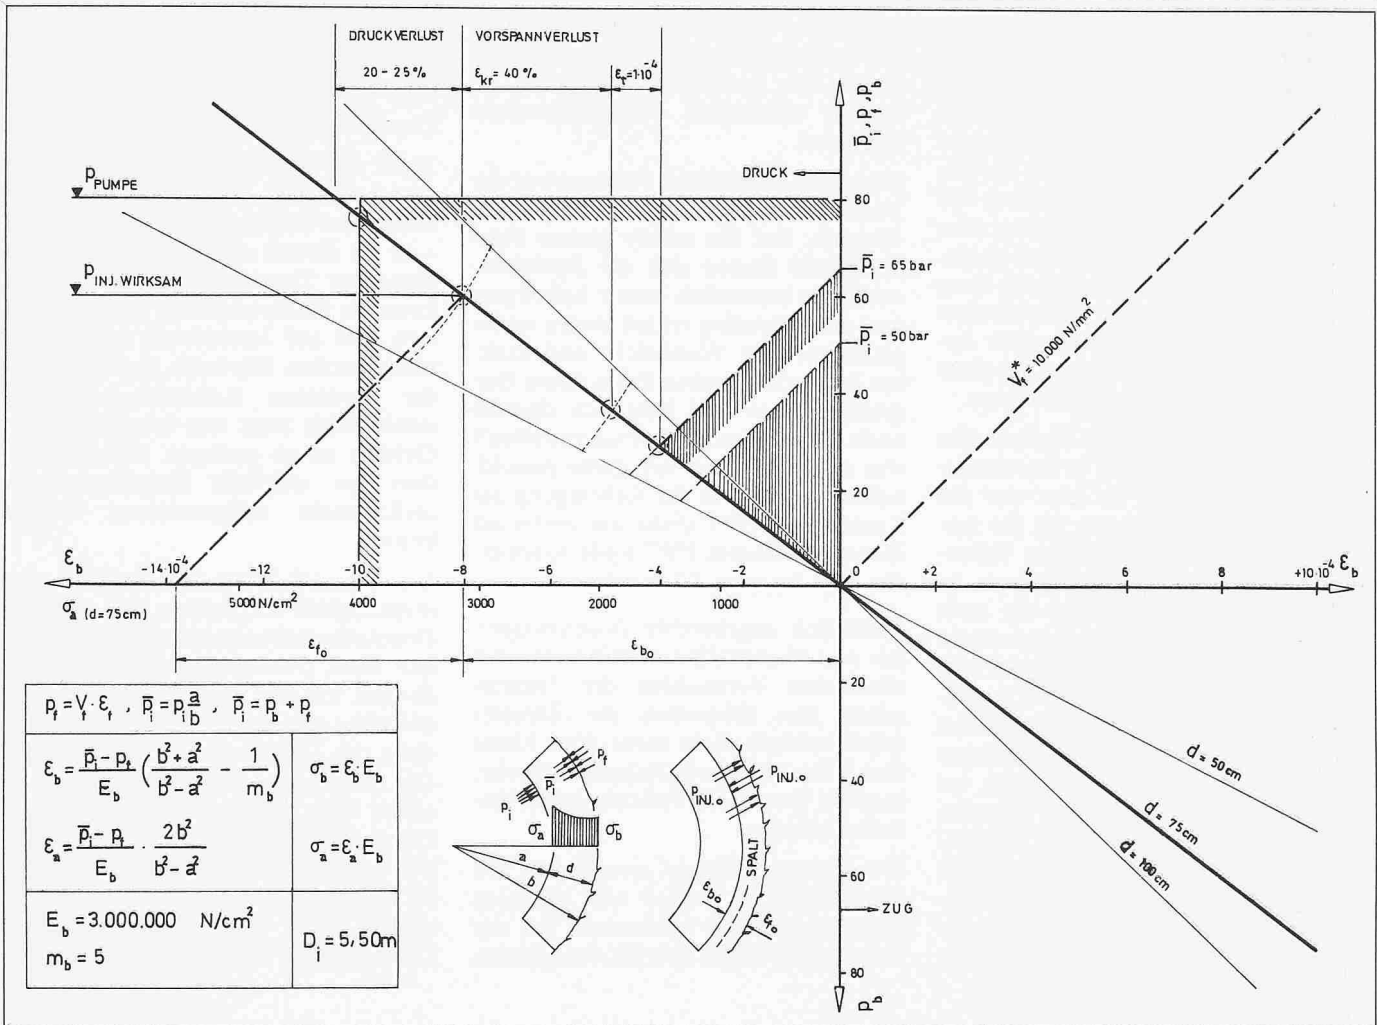 DRUCKVERLUST VORSPANNVERLUST
20 - 25 % ε_kr = 40 % ε_t = 1·10⁻⁴
p̅_i , p_f , p_b
DRUCK
p_PUMPE
80
p_INJ. WIRKSAM
p̅_i = 65 bar
60
p̅_i = 50 bar
V_f* = 10.000 N/mm²
40
20
ε_b -14·10⁻⁴ -12 -10 -8 -6 -4 -2 0 +2 4 6 8 +10·10⁻⁴ ε_b
σ_a (d=75cm) 5000 N/cm² 4000 3000 2000 1000
ε_fo ε_bo
20
p_f = V_f · ε_f , p̅_i = p_i a/b , p̅_i = p_b + p_f
ε_b = (p̅_i - p_f)/E_b ( (b² + a²)/(b² - a²) - 1/m_b ) σ_b = ε_b · E_b
ε_a = (p̅_i - p_f)/E_b · 2b²/(b² - a²) σ_a = ε_a · E_b
E_b = 3.000.000 N/cm²
m_b = 5
D_i = 5,50m
p_f
p̅_i
p_i
σ_a σ_b
a d
b
p_INJ.o
p_INJ.o
SPALT
ε_bo
ε_fo
40
d = 50cm
d = 75cm
d = 100cm
60
ZUG
80
p_b